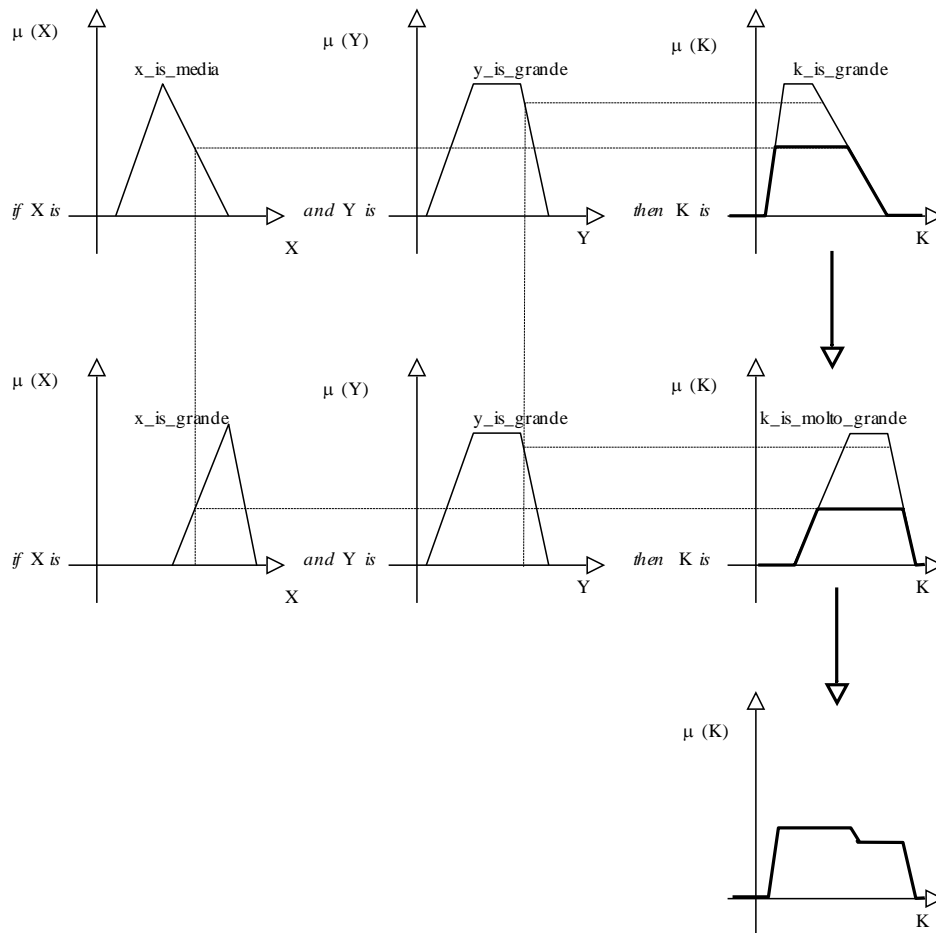 μ (X)
μ (Y)
μ (K)
x_is_media
y_is_grande
k_is_grande
if X is
and Y is
then K is
X
Y
K
μ (X)
μ (Y)
μ (K)
x_is_grande
y_is_grande
k_is_molto_grande
if X is
and Y is
then K is
X
Y
K
μ (K)
K